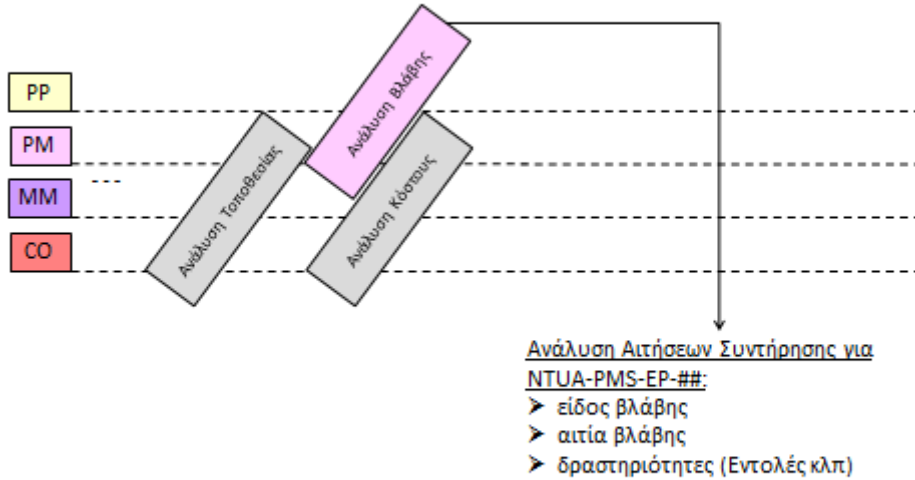 Ανάλυση Βλάβης
PP
PM
Ανάλυση Τοποθεσίας
Ανάλυση Κόστους
- - -
MM
CO
Ανάλυση Αιτήσεων Συντήρησης για
NTUA-PMS-EP-##:
➤ είδος βλάβης
➤ αιτία βλάβης
➤ δραστηριότητες (Εντολές κλπ)